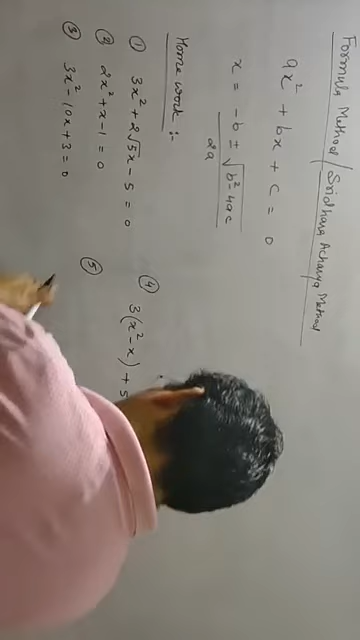 Formula Method / Sridhara Acharya Method
ax² + bx + c = 0
x = -b ± √b²-4ac
2a
Home work :-
① 3x² + 2√5x - 5 = 0
② 2x² + x - 1 = 0
③ 3x² - 10x + 3 = 0
④ 3(x² - x) + 5
⑤